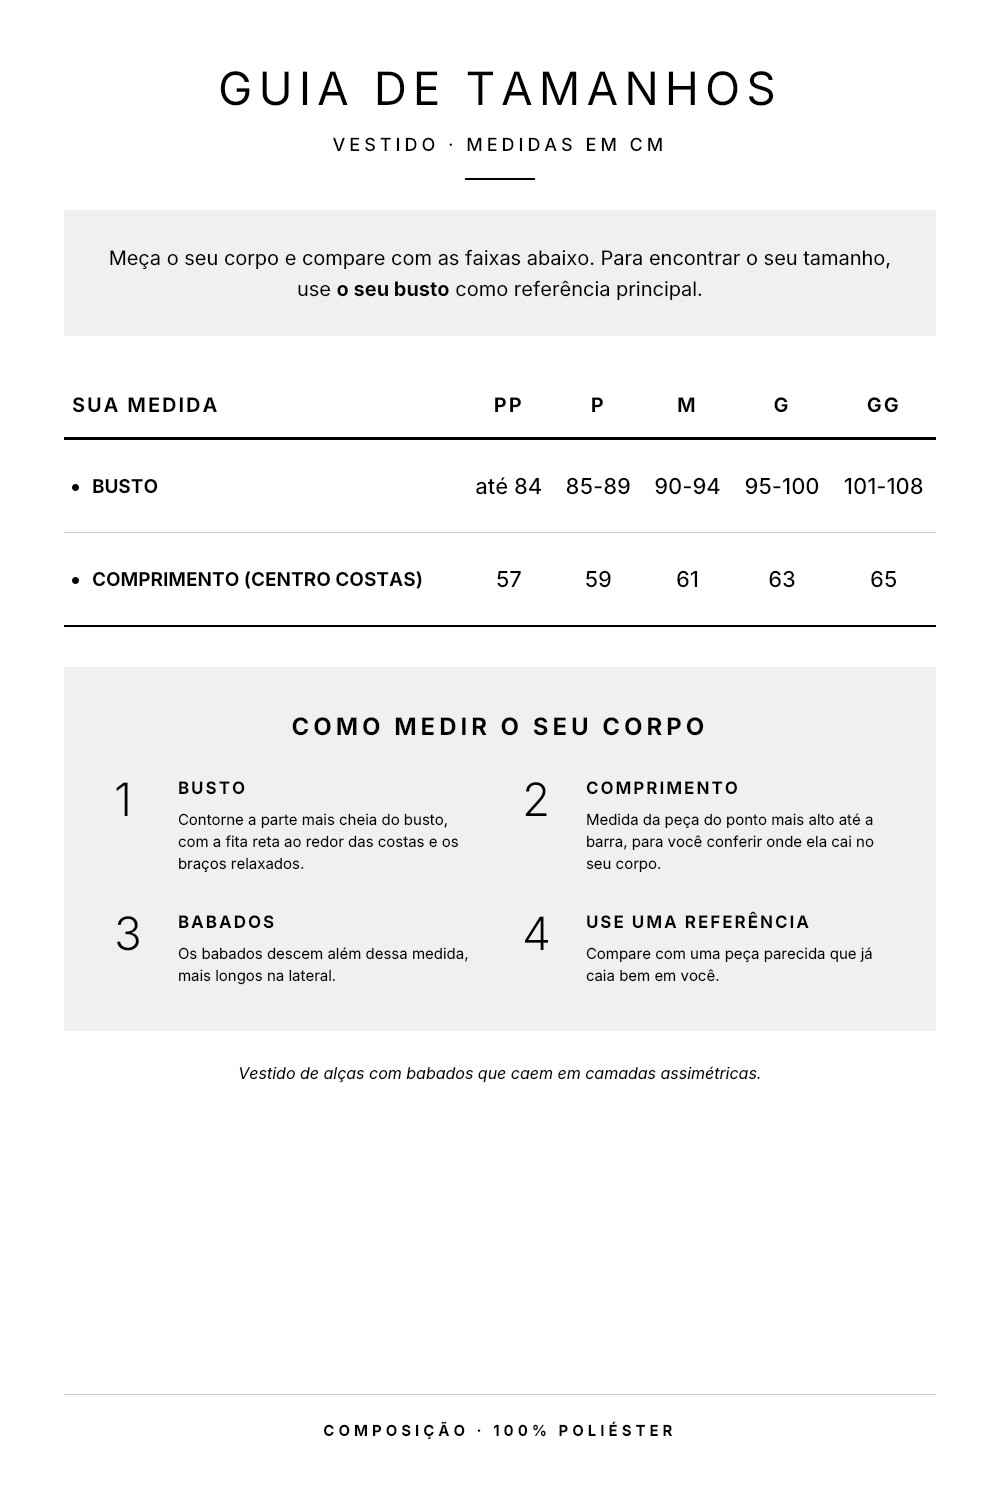 GUIA DE TAMANHOS
VESTIDO · MEDIDAS EM CM
Meça o seu corpo e compare com as faixas abaixo. Para encontrar o seu tamanho,
use o seu busto como referência principal.
SUA MEDIDA PP P M G GG
• BUSTO até 84 85-89 90-94 95-100 101-108
• COMPRIMENTO (CENTRO COSTAS) 57 59 61 63 65
COMO MEDIR O SEU CORPO
1 BUSTO
Contorne a parte mais cheia do busto,
com a fita reta ao redor das costas e os
braços relaxados.
2 COMPRIMENTO
Medida da peça do ponto mais alto até a
barra, para você conferir onde ela cai no
seu corpo.
3 BABADOS
Os babados descem além dessa medida,
mais longos na lateral.
4 USE UMA REFERÊNCIA
Compare com uma peça parecida que já
caia bem em você.
Vestido de alças com babados que caem em camadas assimétricas.
COMPOSIÇÃO · 100% POLIÉSTER